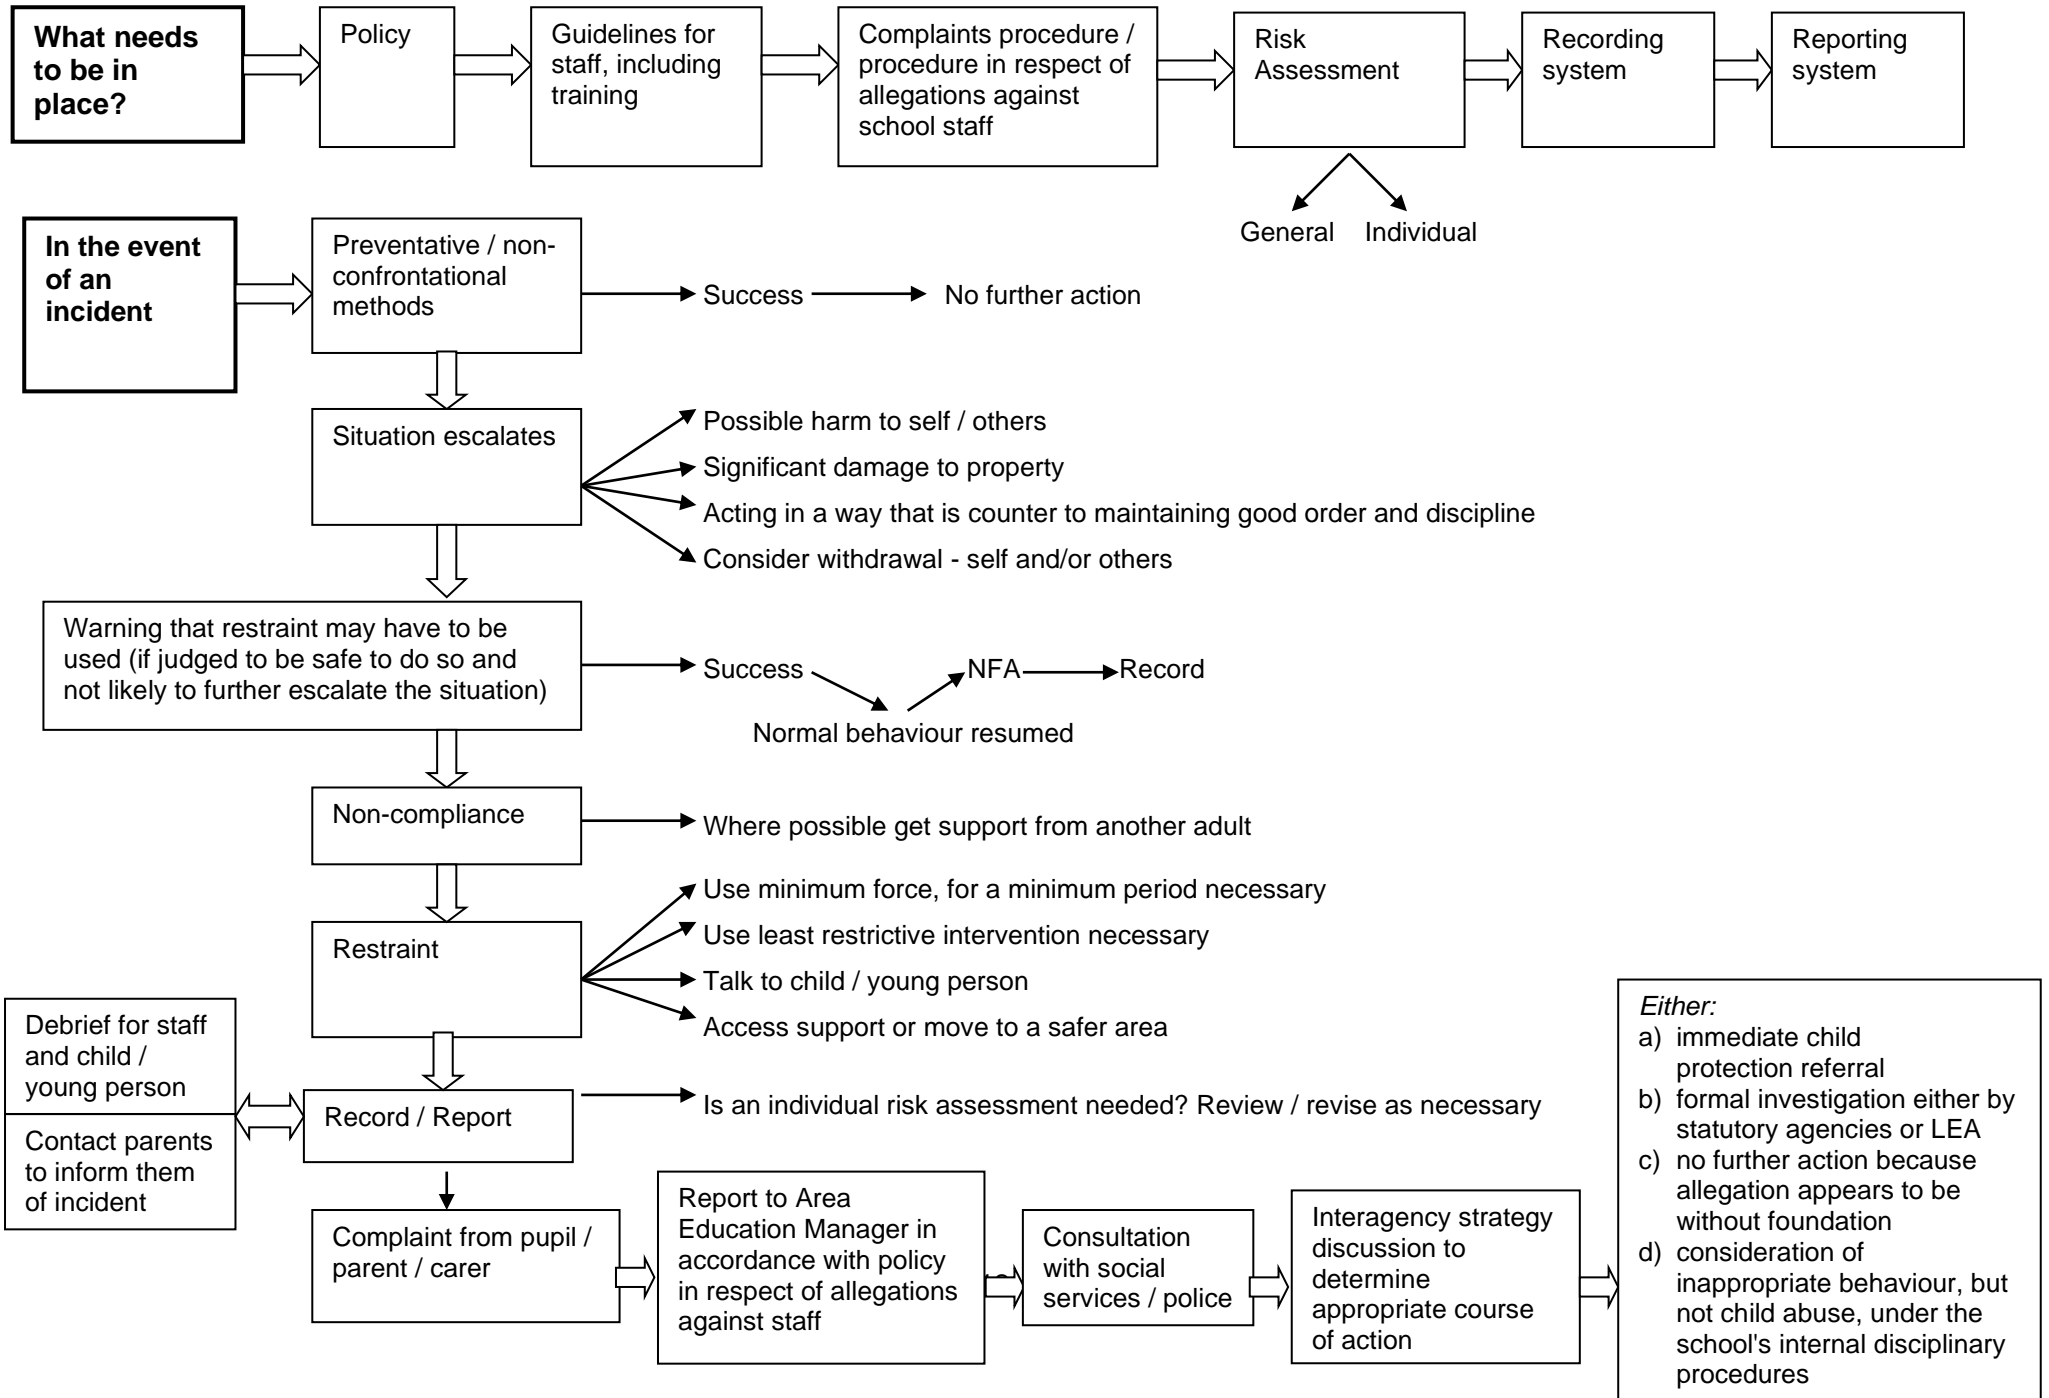 What needs
to be in
place?
Policy
Guidelines for
staff, including
training
Complaints procedure /
procedure in respect of
allegations against
school staff
Risk
Assessment
Recording
system
Reporting
system
General
Individual
In the event
of an
incident
Preventative / non-
confrontational
methods
Success
No further action
Situation escalates
Possible harm to self / others
Significant damage to property
Acting in a way that is counter to maintaining good order and discipline
Consider withdrawal - self and/or others
Warning that restraint may have to be
used (if judged to be safe to do so and
not likely to further escalate the situation)
Success
NFA
Record
Normal behaviour resumed
Non-compliance
Where possible get support from another adult
Restraint
Use minimum force, for a minimum period necessary
Use least restrictive intervention necessary
Talk to child / young person
Access support or move to a safer area
Debrief for staff
and child /
young person
Contact parents
to inform them
of incident
Record / Report
Is an individual risk assessment needed? Review / revise as necessary
Complaint from pupil /
parent / carer
Report to Area
Education Manager in
accordance with policy
in respect of allegations
against staff
Consultation
with social
services / police
Interagency strategy
discussion to
determine
appropriate course
of action
Either:
a) immediate child
protection referral
b) formal investigation either by
statutory agencies or LEA
c) no further action because
allegation appears to be
without foundation
d) consideration of
inappropriate behaviour, but
not child abuse, under the
school's internal disciplinary
procedures